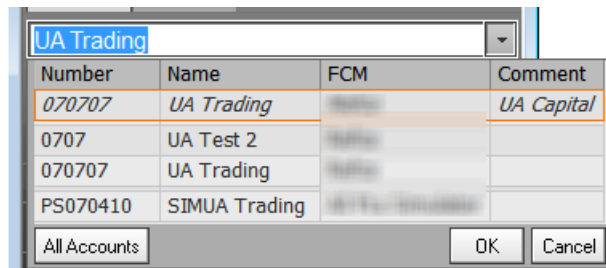 UA Trading
Number Name FCM Comment
070707 UA Trading UA Capital
0707 UA Test 2
070707 UA Trading
PS070410 SIMUA Trading
All Accounts OK Cancel